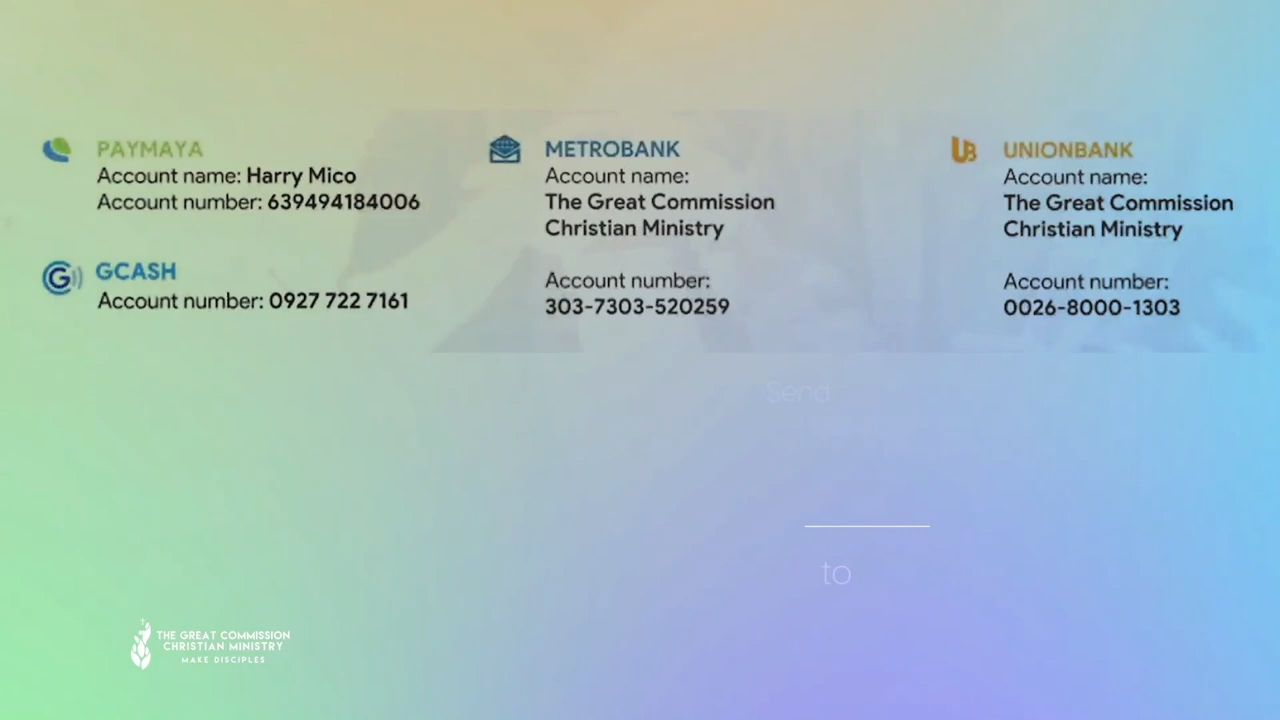 PAYMAYA
Account name: Harry Mico
Account number: 639494184006
GCASH
Account number: 0927 722 7161
METROBANK
Account name:
The Great Commission
Christian Ministry
Account number:
303-7303-520259
UNIONBANK
Account name:
The Great Commission
Christian Ministry
Account number:
0026-8000-1303
Send
to
THE GREAT COMMISSION
CHRISTIAN MINISTRY
MAKE DISCIPLES